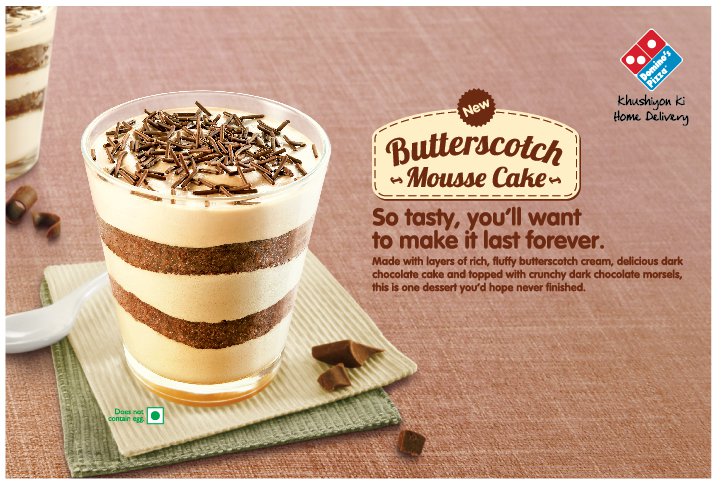 Domino's
Pizza
Khushiyon Ki
Home Delivery
New
Butterscotch
Mousse Cake
So tasty, you'll want
to make it last forever.
Made with layers of rich, fluffy butterscotch cream, delicious dark
chocolate cake and topped with crunchy dark chocolate morsels,
this is one dessert you'd hope never finished.
Does not
contain egg.